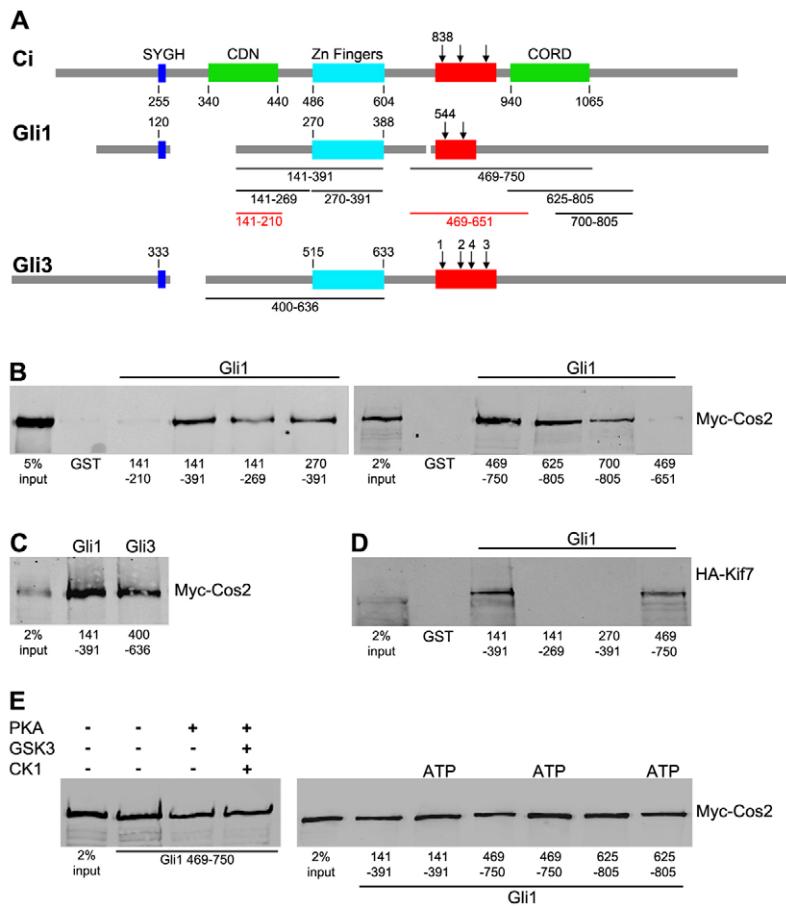 A
838
SYGH CDN Zn Fingers CORD
Ci
255 340 440 486 604 940 1065
120 270 388 544
Gli1
141-391 469-750
141-269 270-391 625-805
141-210 469-651 700-805
333 515 633 1 2 4 3
Gli3
400-636
B
Gli1 Gli1
Myc-Cos2
5% GST 141 141 141 270 2% GST 469 625 700 469
input -210 -391 -269 -391 input -750 -805 -805 -651
C D
Gli1 Gli3 Gli1
HA-Kif7
Myc-Cos2
2% 141 400 2% GST 141 141 270 469
input -391 -636 input -391 -269 -391 -750
E
PKA - - + +
GSK3 - - - +
CK1 - - - +
ATP ATP ATP
Myc-Cos2
2% Gli1 469-750
input
2% 141 141 469 469 625 625
input -391 -391 -750 -750 -805 -805
Gli1